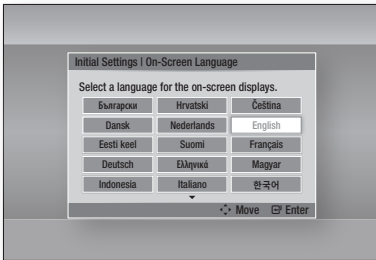 Initial Settings | On-Screen Language
Select a language for the on-screen displays.
Български Hrvatski Čeština
Dansk Nederlands English
Eesti keel Suomi Français
Deutsch Ελληνικά Magyar
Indonesia Italiano 한국어
Move Enter